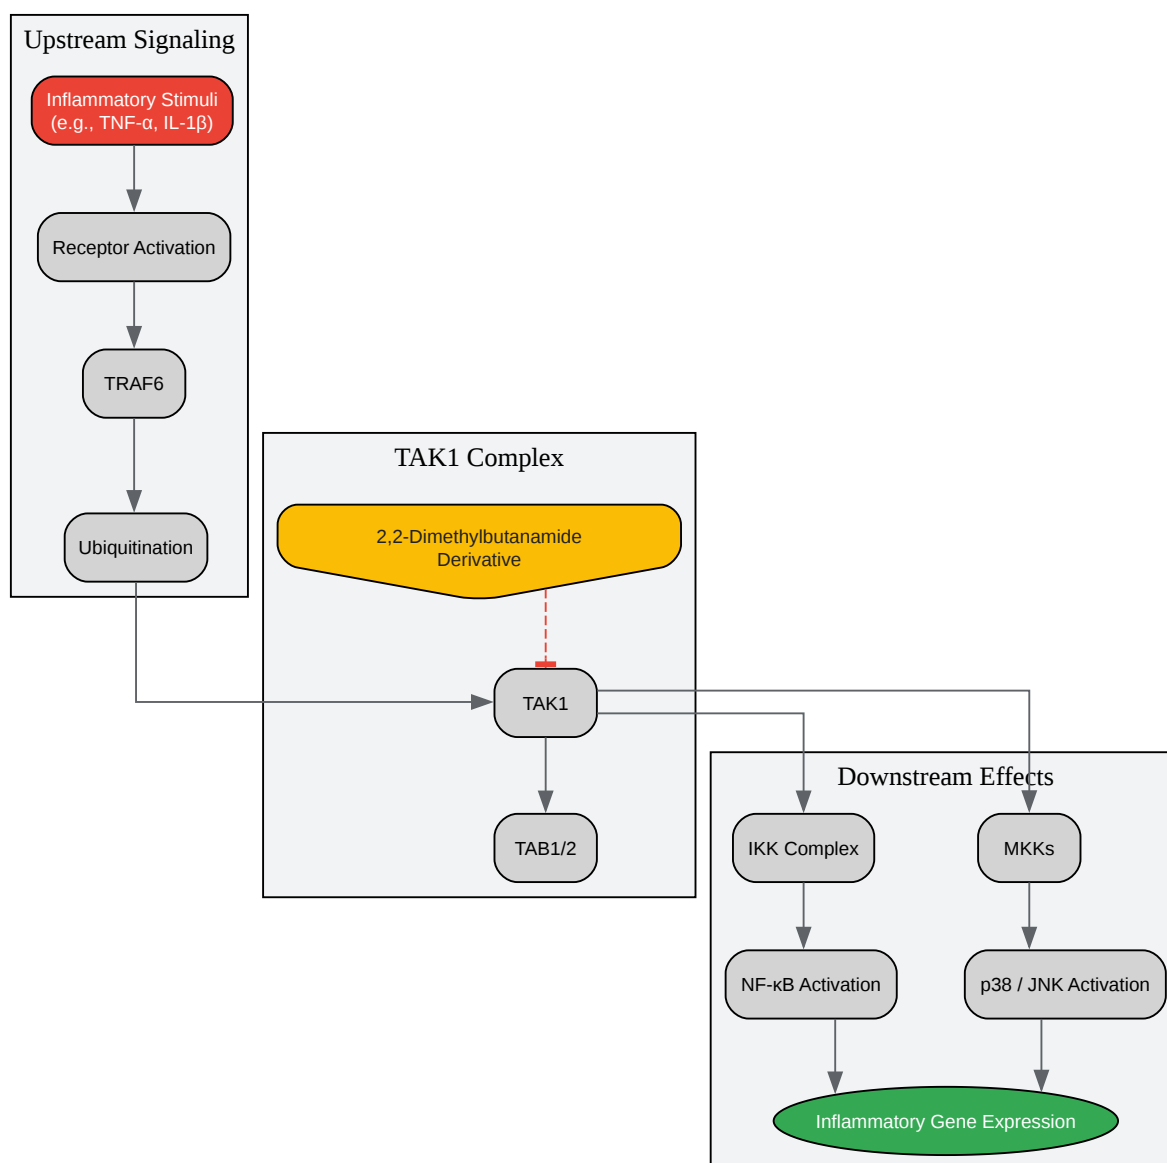 Upstream Signaling
Inflammatory Stimuli
(e.g., TNF-α, IL-1β)
Receptor Activation
TRAF6
Ubiquitination
TAK1 Complex
2,2-Dimethylbutanamide
Derivative
TAK1
TAB1/2
Downstream Effects
IKK Complex
MKKs
NF-κB Activation
p38 / JNK Activation
Inflammatory Gene Expression